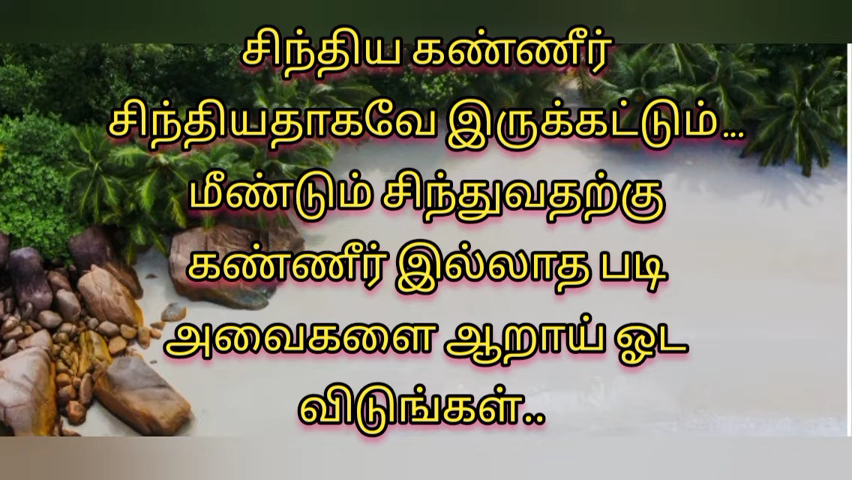 சிந்திய கண்ணீர்
சிந்தியதாகவே இருக்கட்டும்...
மீண்டும் சிந்துவதற்கு
கண்ணீர் இல்லாத படி
அவைகளை ஆறாய் ஓட
விடுங்கள்..